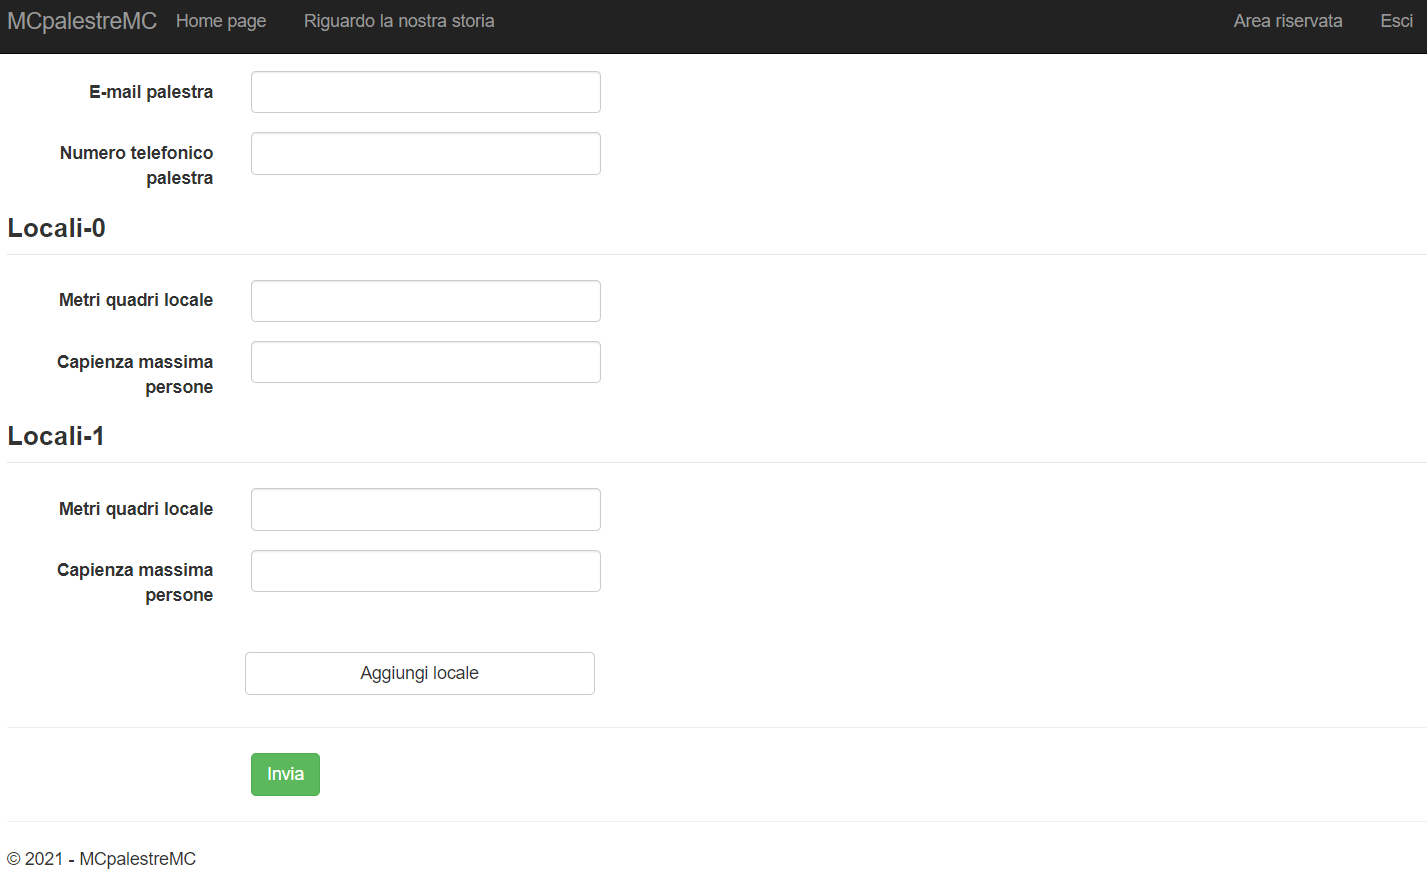 MCpalestreMC Home page Riguardo la nostra storia Area riservata Esci
E-mail palestra
Numero telefonico
palestra
Locali-0
Metri quadri locale
Capienza massima
persone
Locali-1
Metri quadri locale
Capienza massima
persone
Aggiungi locale
Invia
© 2021 - MCpalestreMC